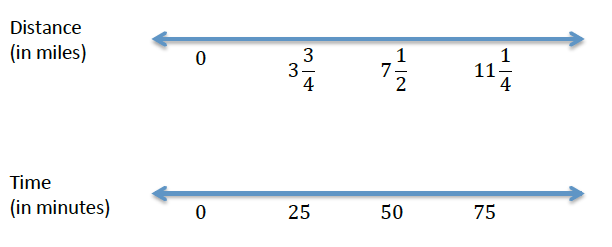 Distance
(in miles)
0 3 3/4 7 1/2 11 1/4
Time
(in minutes)
0 25 50 75